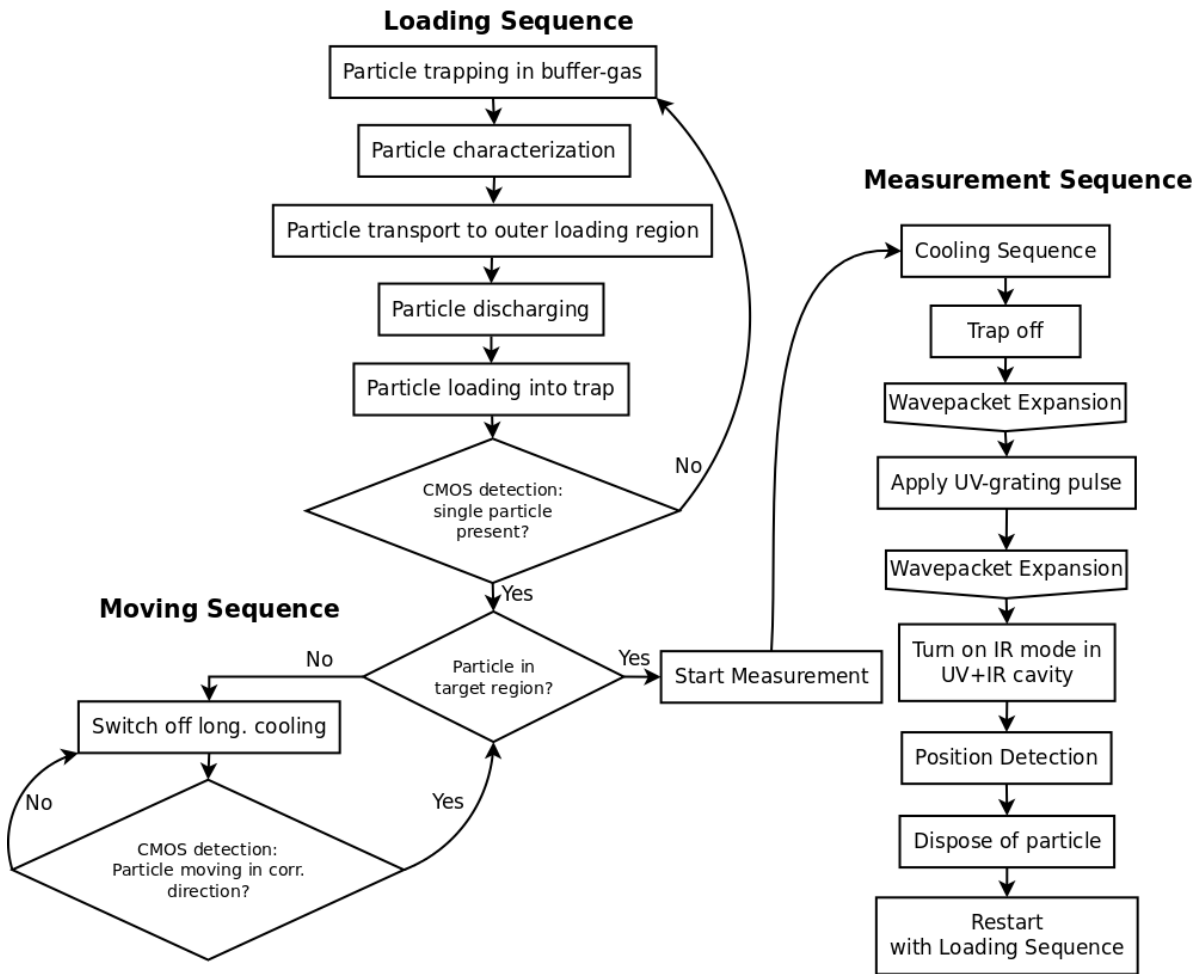 Loading Sequence
Particle trapping in buffer-gas
Particle characterization
Particle transport to outer loading region
Particle discharging
Particle loading into trap
CMOS detection:
single particle
present?
No
Yes
Moving Sequence
Particle in
target region?
No
Yes
Switch off long. cooling
No
Yes
CMOS detection:
Particle moving in corr.
direction?
Start Measurement
Measurement Sequence
Cooling Sequence
Trap off
Wavepacket Expansion
Apply UV-grating pulse
Wavepacket Expansion
Turn on IR mode in
UV+IR cavity
Position Detection
Dispose of particle
Restart
with Loading Sequence